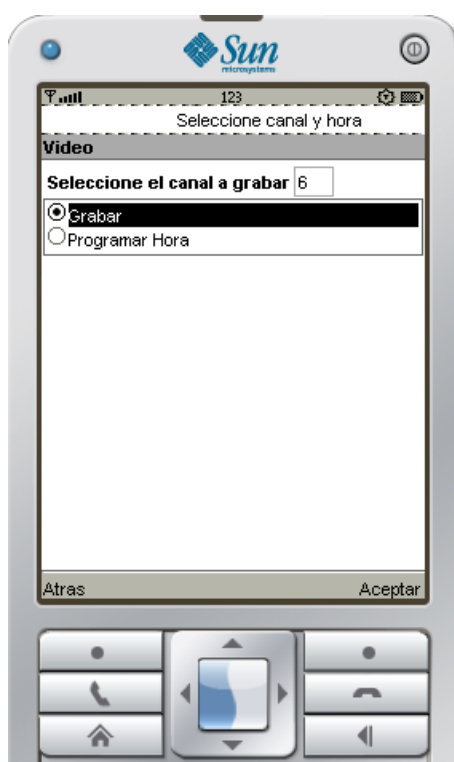 Sun
microsystems
123
Seleccione canal y hora
Video
Seleccione el canal a grabar 6
Grabar
Programar Hora
Atras Aceptar